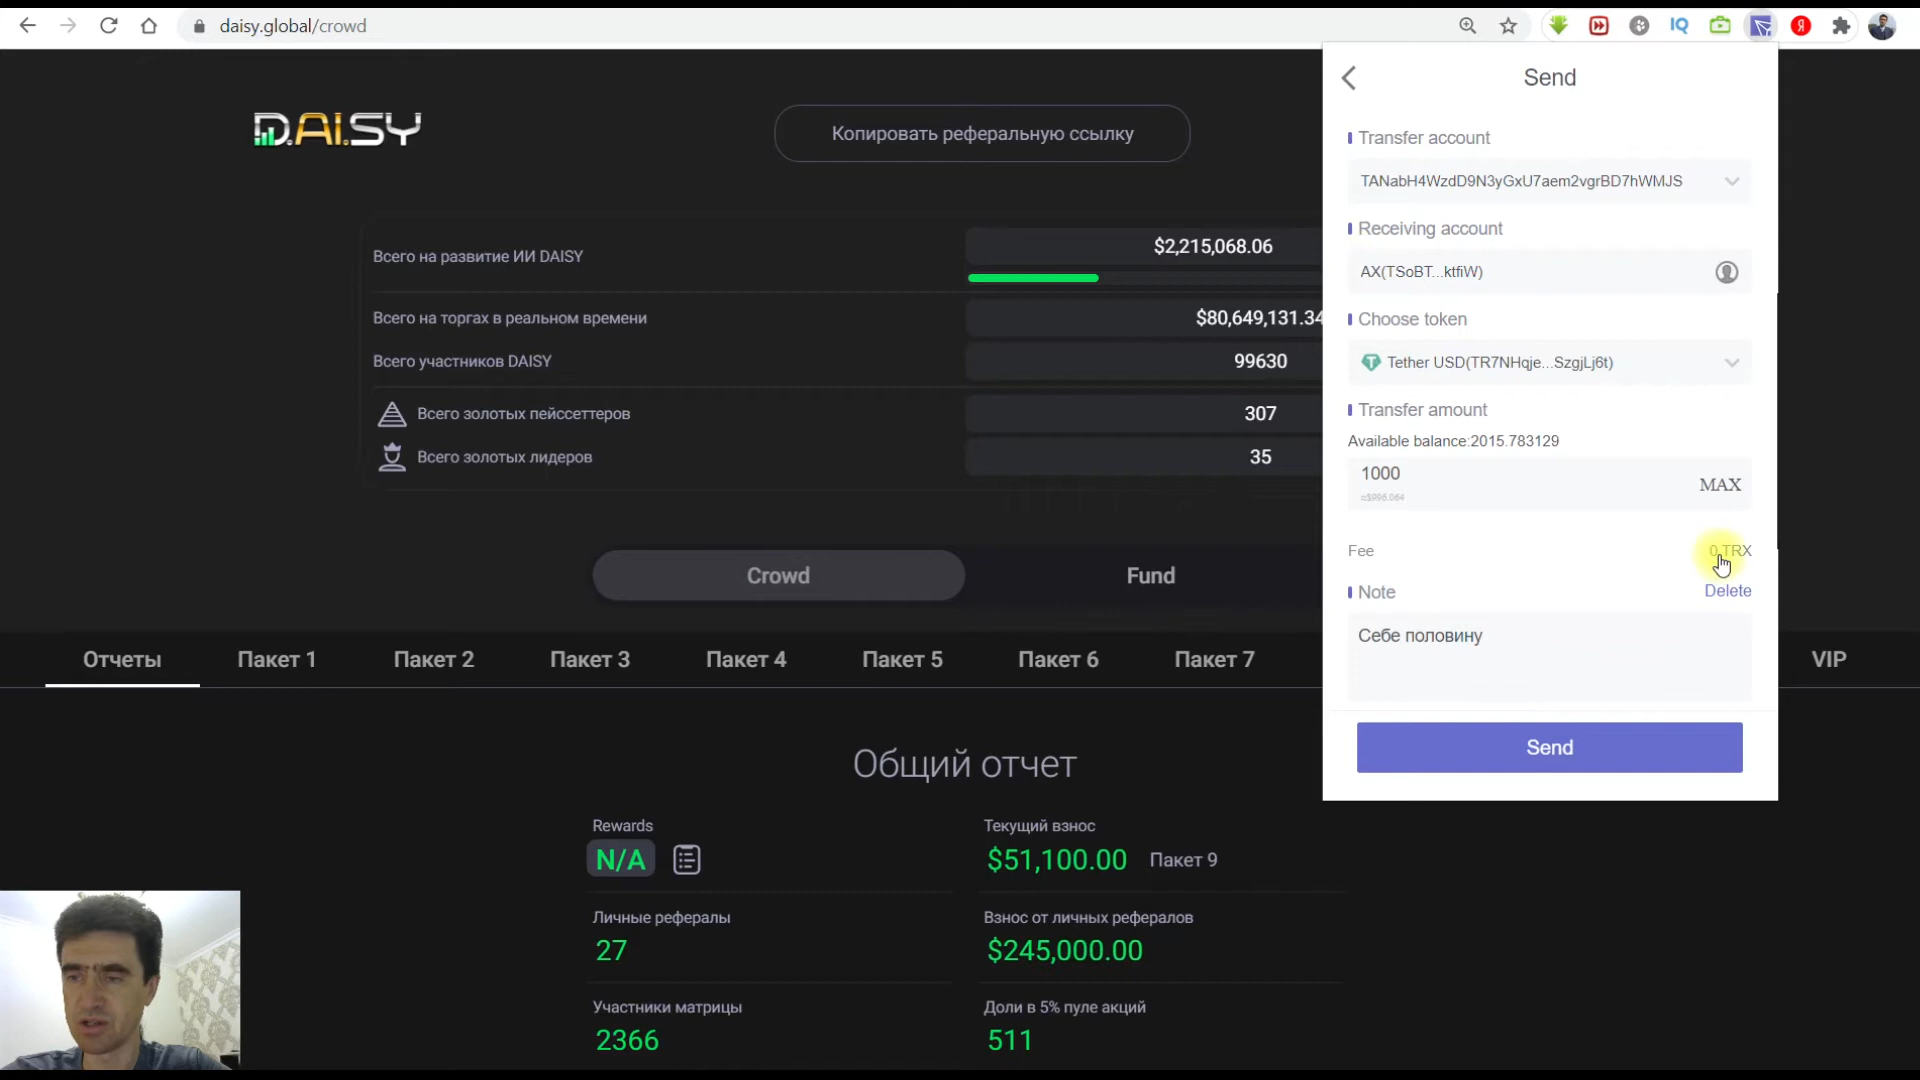 daisy.global/crowd
IQ
Я
D.AI.SY
Копировать реферальную ссылку
Всего на развитие ИИ DAISY
$2,215,068.06
Всего на торгах в реальном времени
$80,649,131.34
Всего участников DAISY
99630
Всего золотых пейссеттеров
307
Всего золотых лидеров
35
Crowd
Fund
Отчеты
Пакет 1
Пакет 2
Пакет 3
Пакет 4
Пакет 5
Пакет 6
Пакет 7
VIP
Общий отчет
Rewards
N/A
Текущий взнос
$51,100.00 Пакет 9
Личные рефералы
27
Взнос от личных рефералов
$245,000.00
Участники матрицы
2366
Доли в 5% пуле акций
511
Send
Transfer account
TANabH4WzdD9N3yGxU7aem2vgrBD7hWMJS
Receiving account
AX(TSoBT...ktfiW)
Choose token
Tether USD(TR7NHqje...SzgjLj6t)
Transfer amount
Available balance:2015.783129
1000
≈$996.064
MAX
Fee
0 TRX
Note
Delete
Себе половину
Send